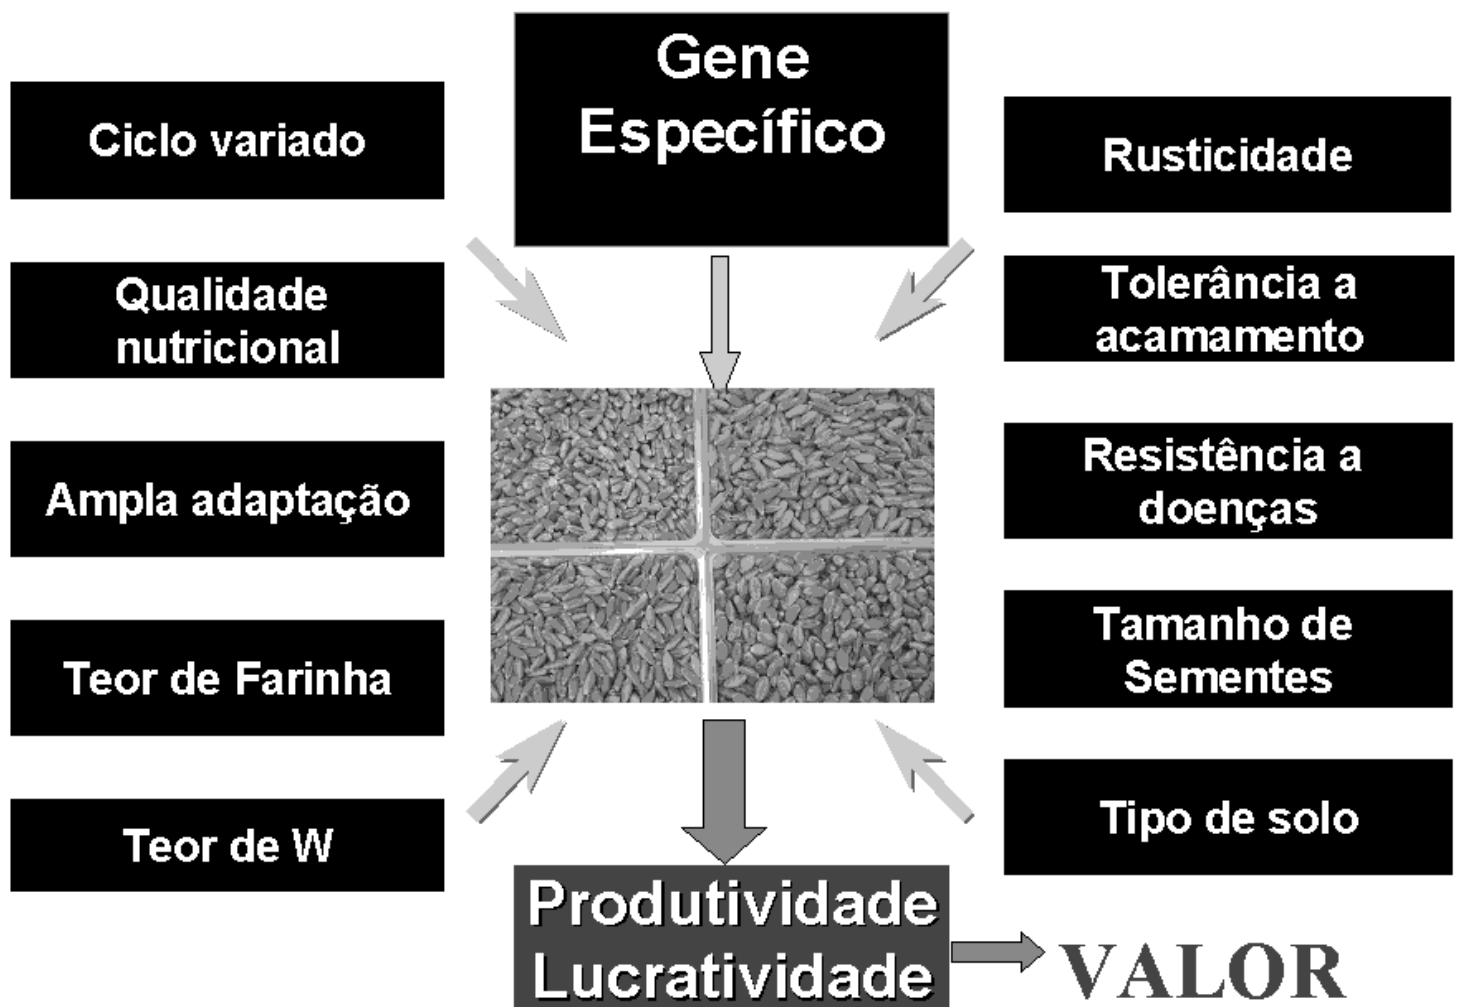 Gene
Específico
Ciclo variado
Qualidade
nutricional
Ampla adaptação
Teor de Farinha
Teor de W
Rusticidade
Tolerância a
acamamento
Resistência a
doenças
Tamanho de
Sementes
Tipo de solo
Produtividade
Lucratividade
VALOR